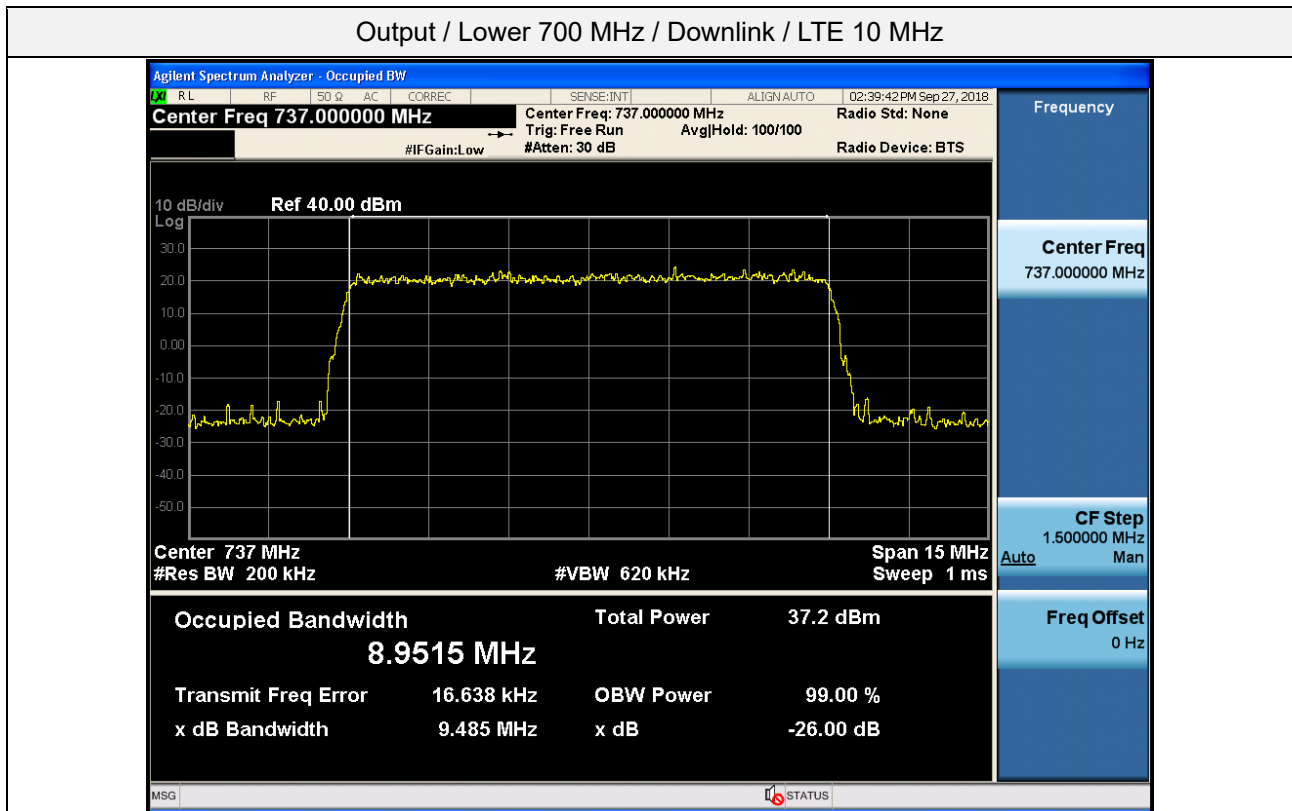 Output / Lower 700 MHz / Downlink / LTE 10 MHz
Agilent Spectrum Analyzer - Occupied BW
LXI RL RF 50 Ω AC CORREC SENSE:INT ALIGN AUTO 02:39:42 PM Sep 27, 2018
Center Freq 737.000000 MHz
Center Freq: 737.000000 MHz
Radio Std: None
Trig: Free Run Avg|Hold: 100/100
#IFGain:Low #Atten: 30 dB Radio Device: BTS
10 dB/div Ref 40.00 dBm
Log
30.0
20.0
10.0
0.00
-10.0
-20.0
-30.0
-40.0
-50.0
Center 737 MHz Span 15 MHz
#Res BW 200 kHz #VBW 620 kHz Sweep 1 ms
Occupied Bandwidth Total Power 37.2 dBm
8.9515 MHz
Transmit Freq Error 16.638 kHz OBW Power 99.00 %
x dB Bandwidth 9.485 MHz x dB -26.00 dB
MSG STATUS
Frequency
Center Freq
737.000000 MHz
CF Step
1.500000 MHz
Auto Man
Freq Offset
0 Hz